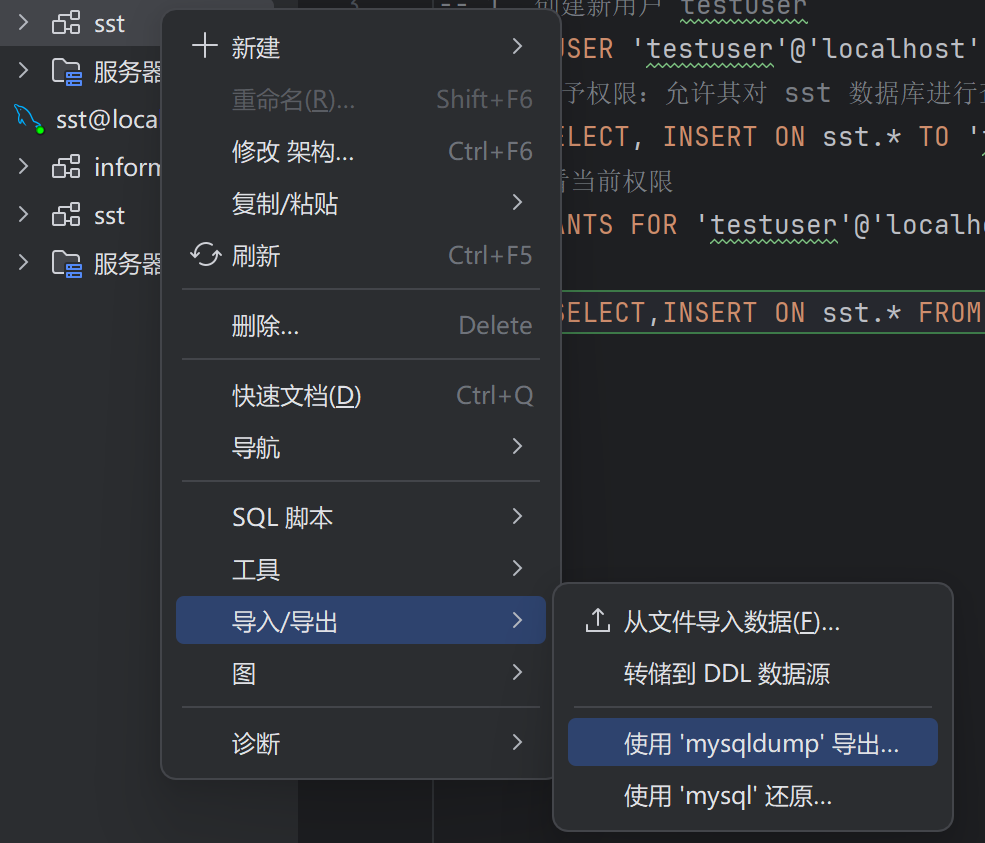 sst
服务器
sst@loca
inform
sst
服务器
新建
重命名(R)... Shift+F6
修改 架构... Ctrl+F6
复制/粘贴
刷新 Ctrl+F5
删除... Delete
快速文档(D) Ctrl+Q
导航
SQL 脚本
工具
导入/导出
图
诊断
从文件导入数据(F)...
转储到 DDL 数据源
使用 'mysqldump' 导出...
使用 'mysql' 还原...
3 -- 创建新用户 testuser
USER 'testuser'@'localhost'
予权限：允许其对 sst 数据库进行
ELECT, INSERT ON sst.* TO '
看当前权限
ANTS FOR 'testuser'@'localho
SELECT,INSERT ON sst.* FROM